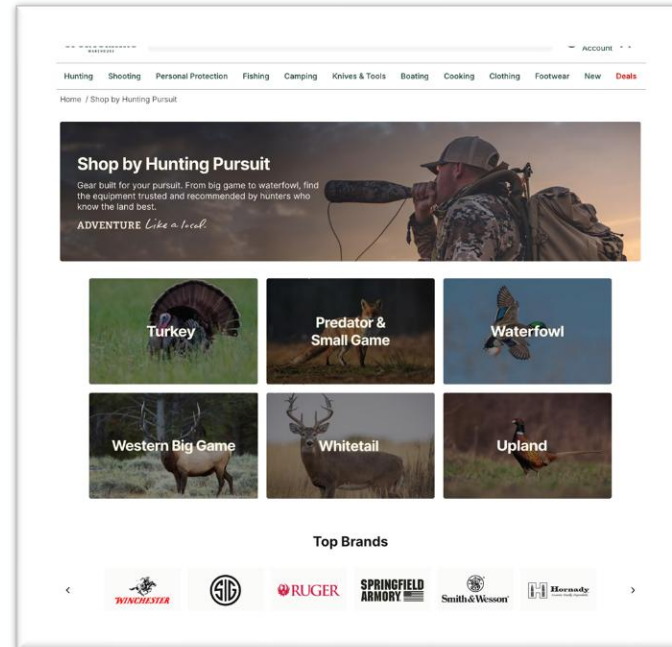 Account
Hunting Shooting Personal Protection Fishing Camping Knives & Tools Boating Cooking Clothing Footwear New Deals
Home / Shop by Hunting Pursuit
Shop by Hunting Pursuit
Gear built for your pursuit. From big game to waterfowl, find
the equipment trusted and recommended by hunters who
know the land best.
ADVENTURE Like a local.
Turkey
Predator &
Small Game
Waterfowl
Western Big Game
Whitetail
Upland
Top Brands
WINCHESTER
SIG
RUGER
SPRINGFIELD
ARMORY
Smith & Wesson
Hornady